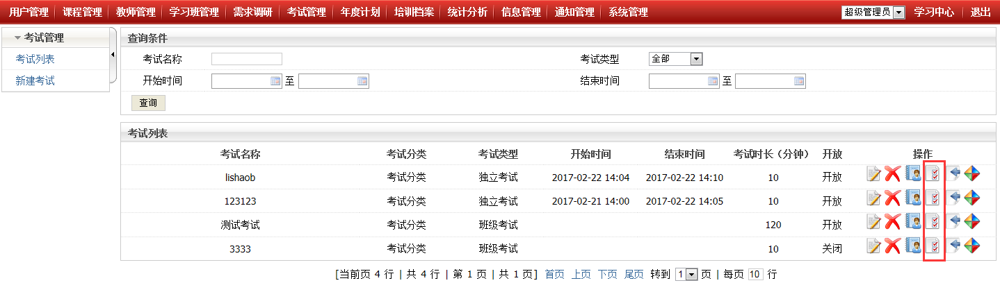 用户管理 课程管理 教师管理 学习班管理 需求调研 考试管理 年度计划 培训档案 统计分析 信息管理 通知管理 系统管理 超级管理员 学习中心 退出
考试管理
考试列表
新建考试
查询条件
考试名称 考试类型 全部
开始时间 至 结束时间 至
查询
考试列表
考试名称 考试分类 考试类型 开始时间 结束时间 考试时长（分钟） 开放 操作
lishaob 考试分类 独立考试 2017-02-22 14:04 2017-02-22 14:10 10 开放
123123 考试分类 独立考试 2017-02-21 14:00 2017-02-22 14:05 10 开放
测试考试 考试分类 班级考试 120 开放
3333 考试分类 班级考试 10 关闭
[当前页 4 行 | 共 4 行 | 第 1 页 | 共 1 页] 首页 上页 下页 尾页 转到 1 页 | 每页 10 行